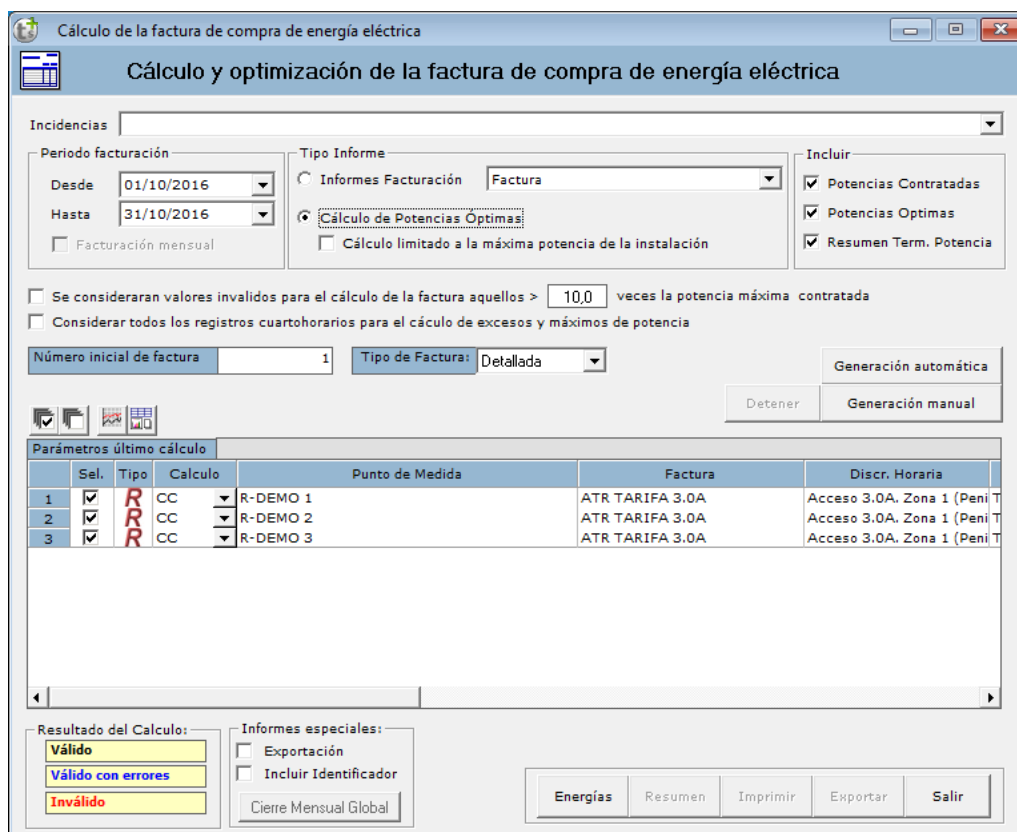 Cálculo de la factura de compra de energía eléctrica
Cálculo y optimización de la factura de compra de energía eléctrica
Incidencias
Periodo facturación
Desde 01/10/2016
Hasta 31/10/2016
Facturación mensual
Tipo Informe
Informes Facturación Factura
Cálculo de Potencias Óptimas
Cálculo limitado a la máxima potencia de la instalación
Incluir
Potencias Contratadas
Potencias Optimas
Resumen Term. Potencia
Se consideraran valores invalidos para el cálculo de la factura aquellos > 10,0 veces la potencia máxima contratada
Considerar todos los registros cuartohorarios para el cáculo de excesos y máximos de potencia
Número inicial de factura 1 Tipo de Factura: Detallada
Generación automática
Detener Generación manual
Parámetros último cálculo
Sel. Tipo Calculo Punto de Medida Factura Discr. Horaria
1 R CC R-DEMO 1 ATR TARIFA 3.0A Acceso 3.0A. Zona 1 (Peni T
2 R CC R-DEMO 2 ATR TARIFA 3.0A Acceso 3.0A. Zona 1 (Peni T
3 R CC R-DEMO 3 ATR TARIFA 3.0A Acceso 3.0A. Zona 1 (Peni T
Resultado del Calculo:
Válido
Válido con errores
Inválido
Informes especiales:
Exportación
Incluir Identificador
Cierre Mensual Global
Energías Resumen Imprimir Exportar Salir